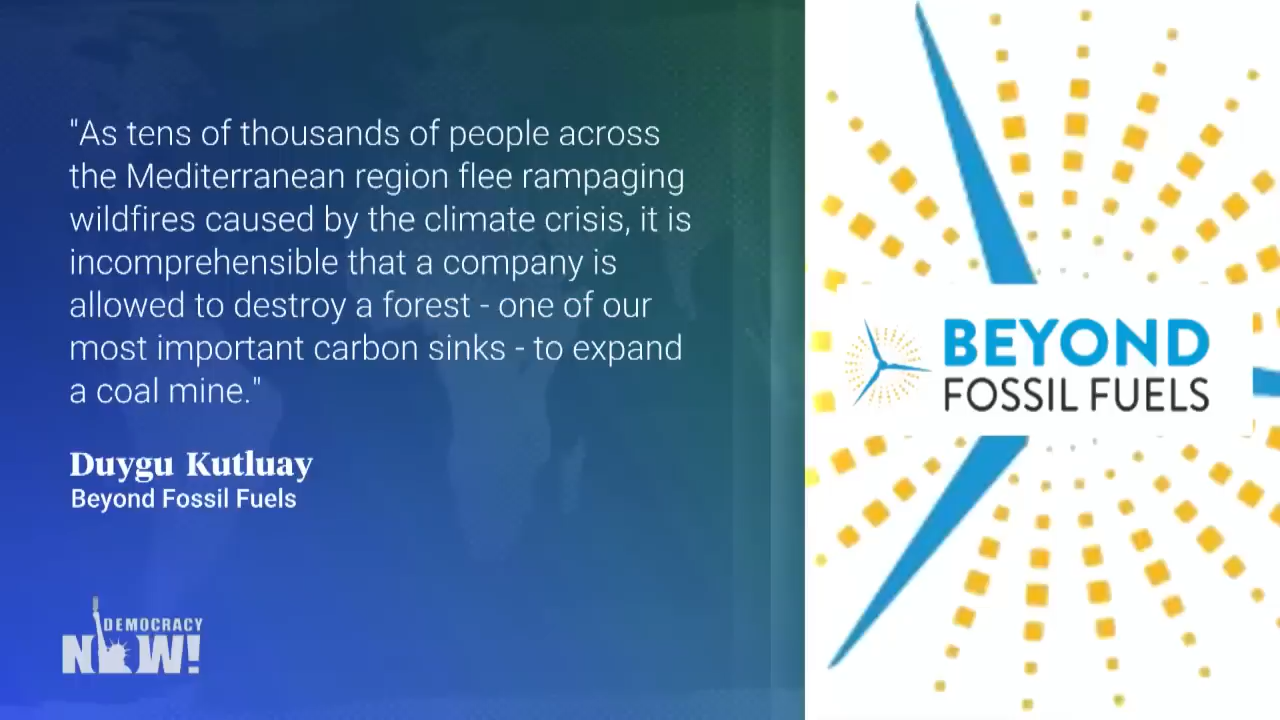 "As tens of thousands of people across
the Mediterranean region flee rampaging
wildfires caused by the climate crisis, it is
incomprehensible that a company is
allowed to destroy a forest - one of our
most important carbon sinks - to expand
a coal mine."
Duygu Kutluay
Beyond Fossil Fuels
DEMOCRACY
NOW!
BEYOND
FOSSIL FUELS